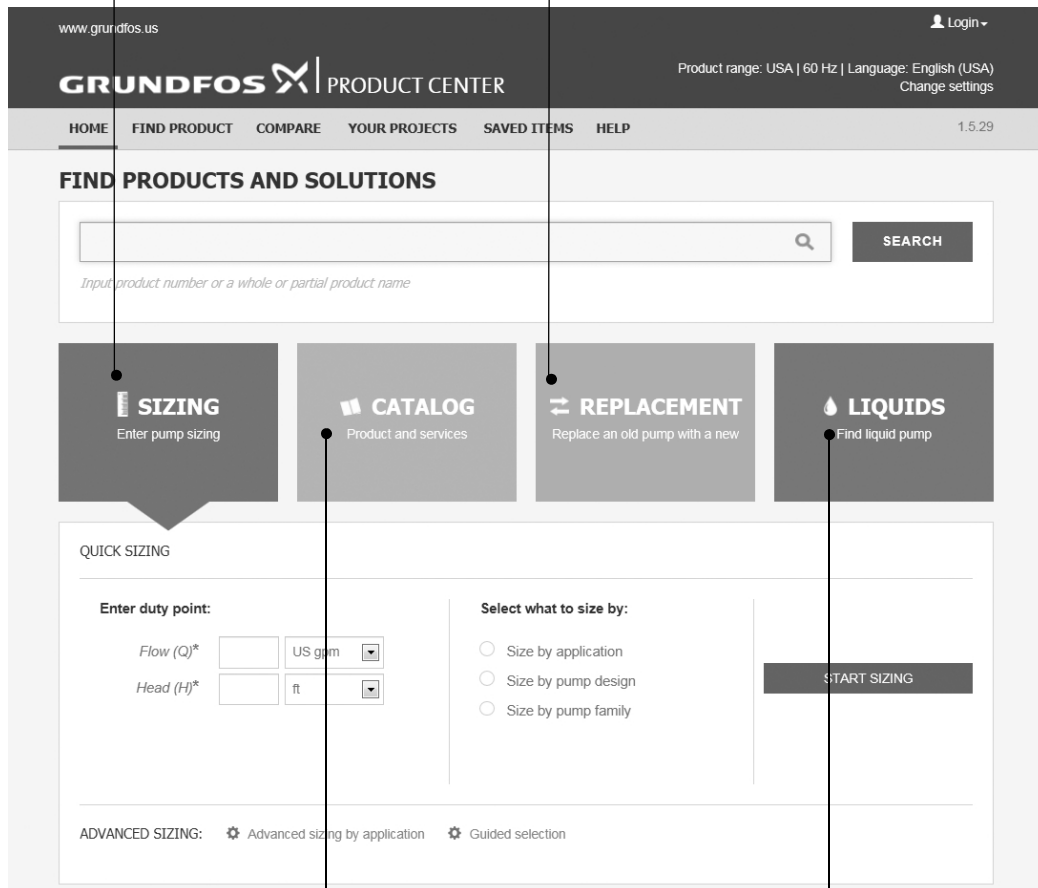 www.grundfos.us
Login
GRUNDFOS X PRODUCT CENTER
Product range: USA | 60 Hz | Language: English (USA)
Change settings
HOME FIND PRODUCT COMPARE YOUR PROJECTS SAVED ITEMS HELP 1.5.29
FIND PRODUCTS AND SOLUTIONS
SEARCH
Input product number or a whole or partial product name
SIZING
Enter pump sizing
CATALOG
Product and services
REPLACEMENT
Replace an old pump with a new
LIQUIDS
Find liquid pump
QUICK SIZING
Enter duty point:
Flow (Q)* US gpm
Head (H)* ft
Select what to size by:
Size by application
Size by pump design
Size by pump family
START SIZING
ADVANCED SIZING: Advanced sizing by application Guided selection